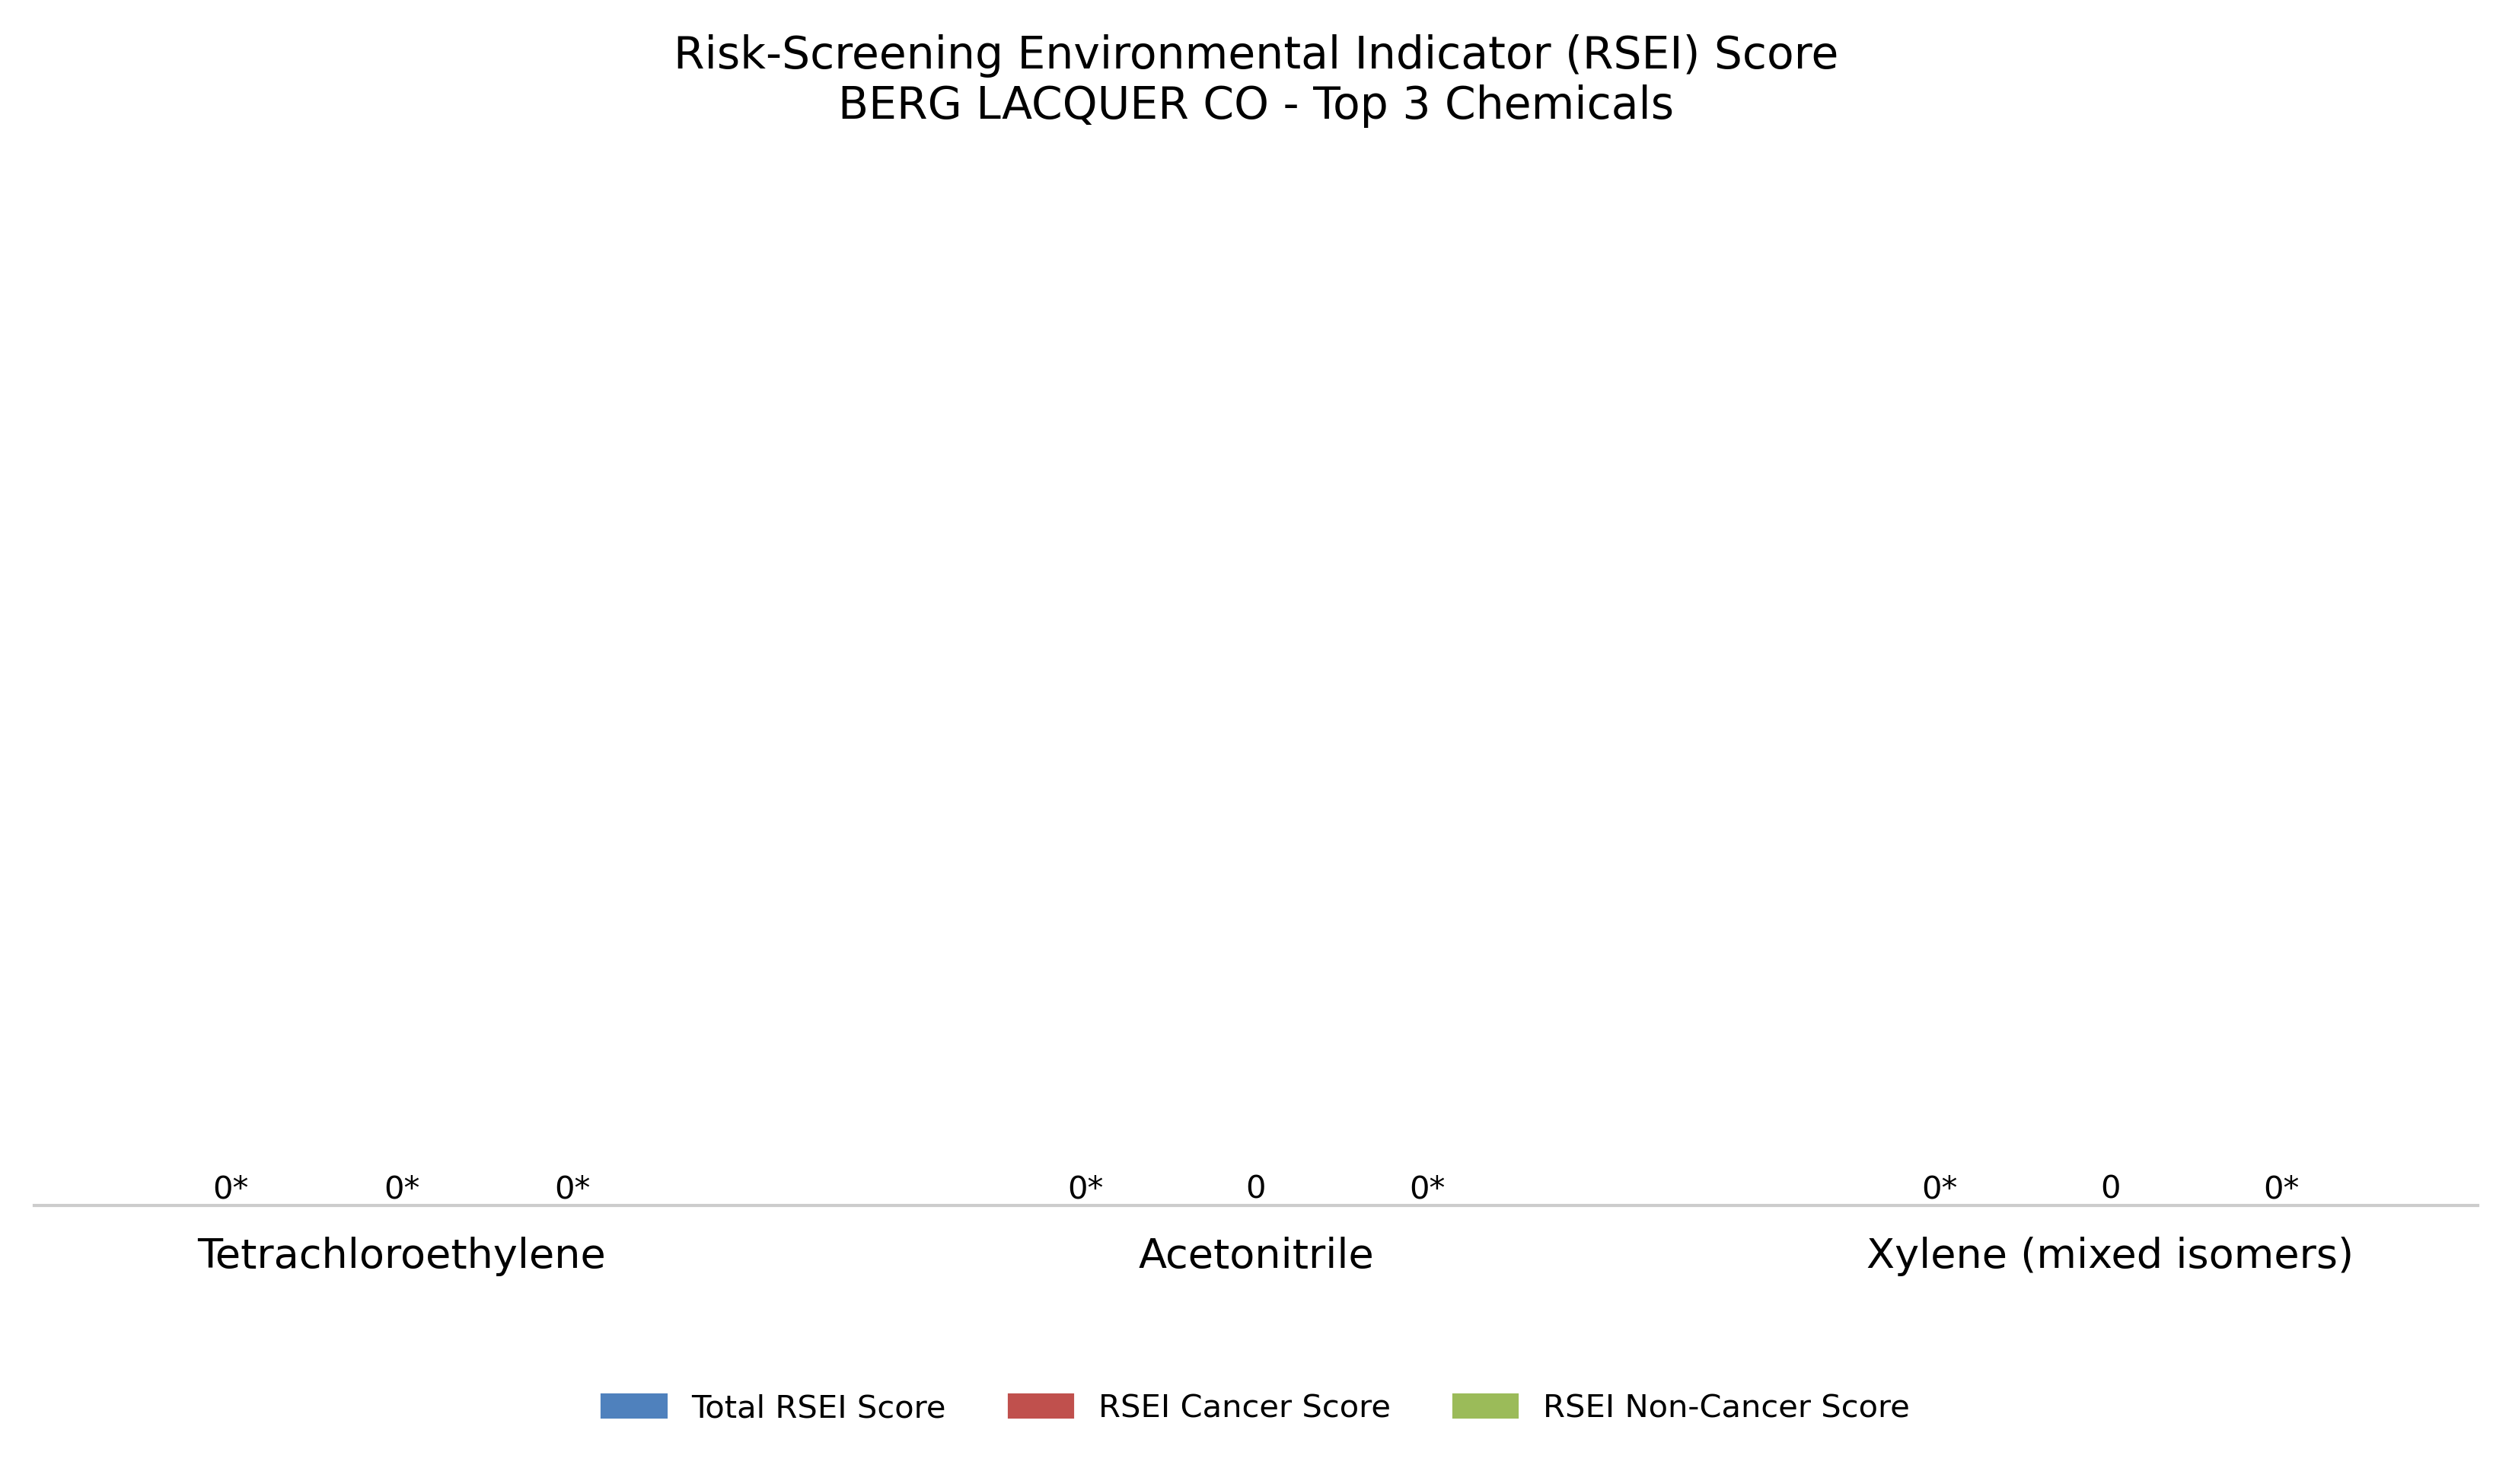 Risk-Screening Environmental Indicator (RSEI) Score
BERG LACQUER CO - Top 3 Chemicals
0* 0* 0* 0* 0 0* 0* 0 0*
Tetrachloroethylene Acetonitrile Xylene (mixed isomers)
Total RSEI Score RSEI Cancer Score RSEI Non-Cancer Score